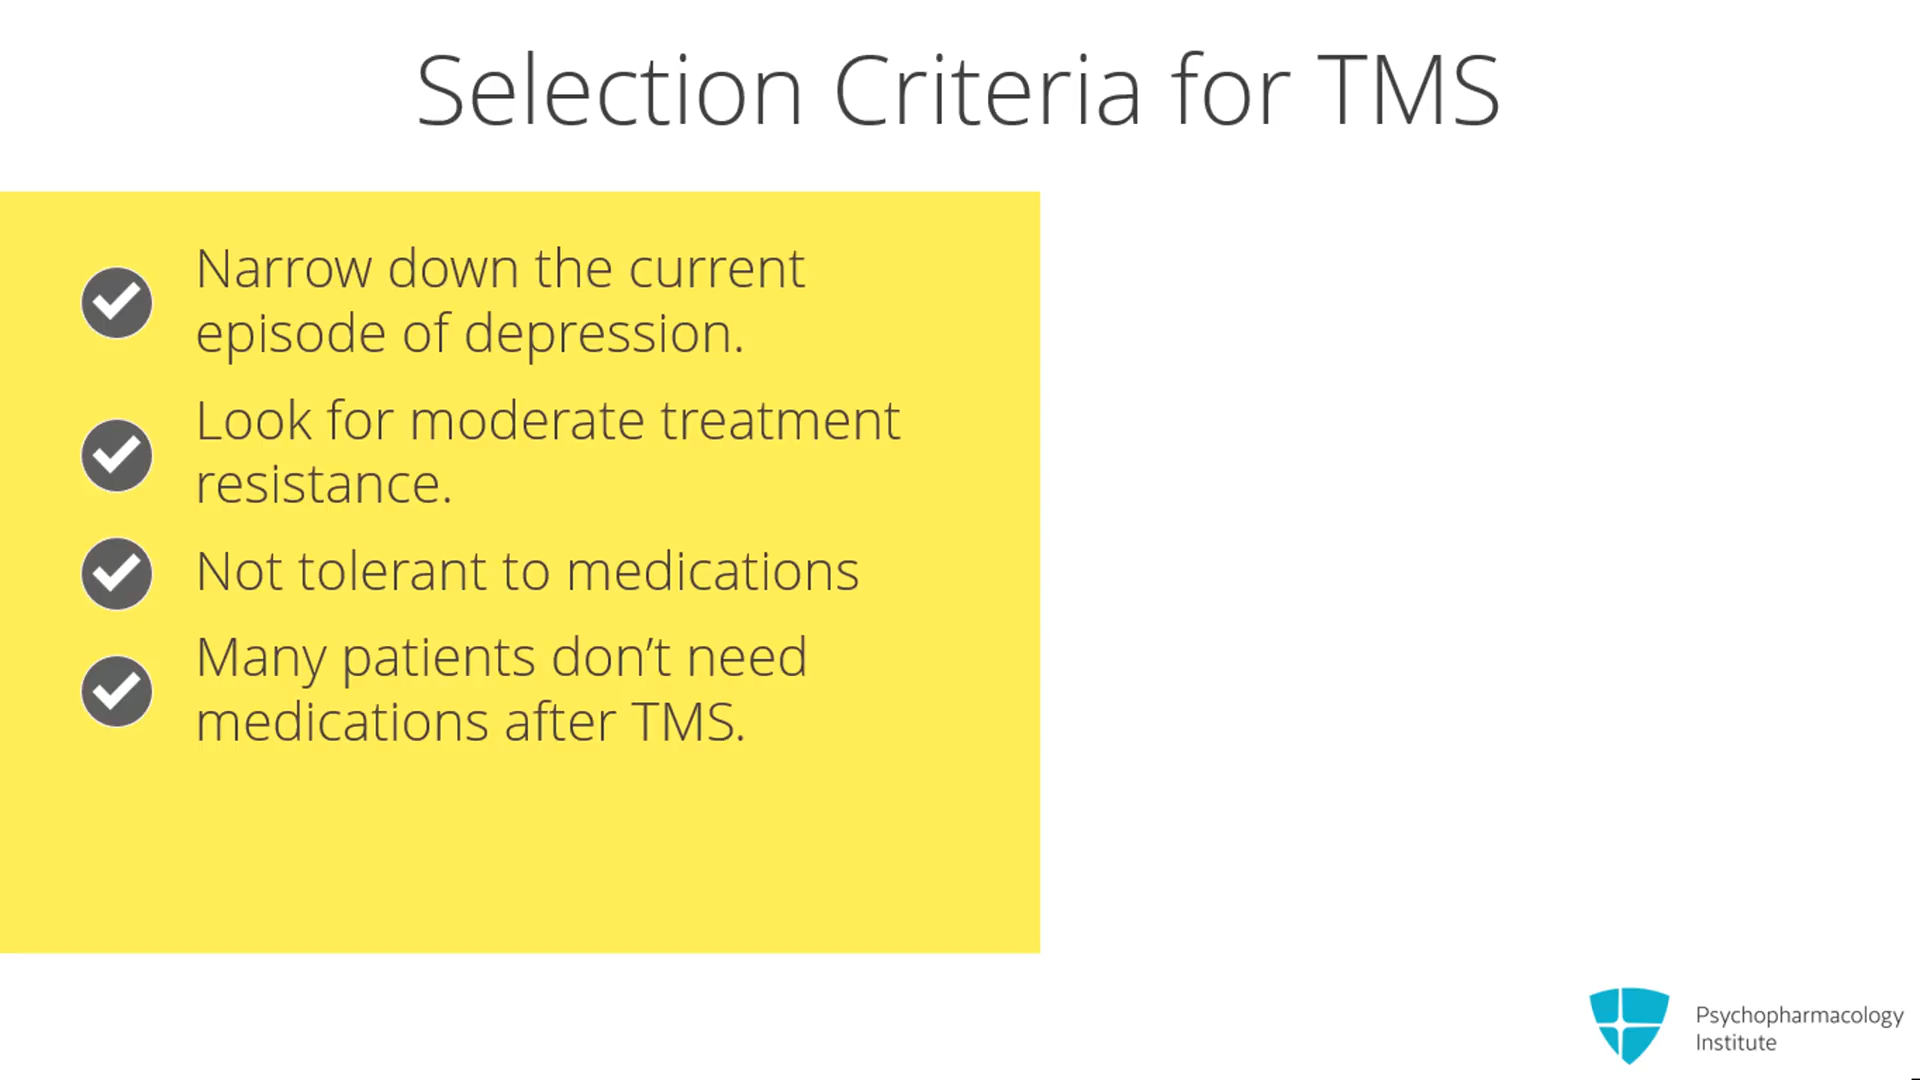 Selection Criteria for TMS
Narrow down the current
episode of depression.
Look for moderate treatment
resistance.
Not tolerant to medications
Many patients don’t need
medications after TMS.
Psychopharmacology
Institute